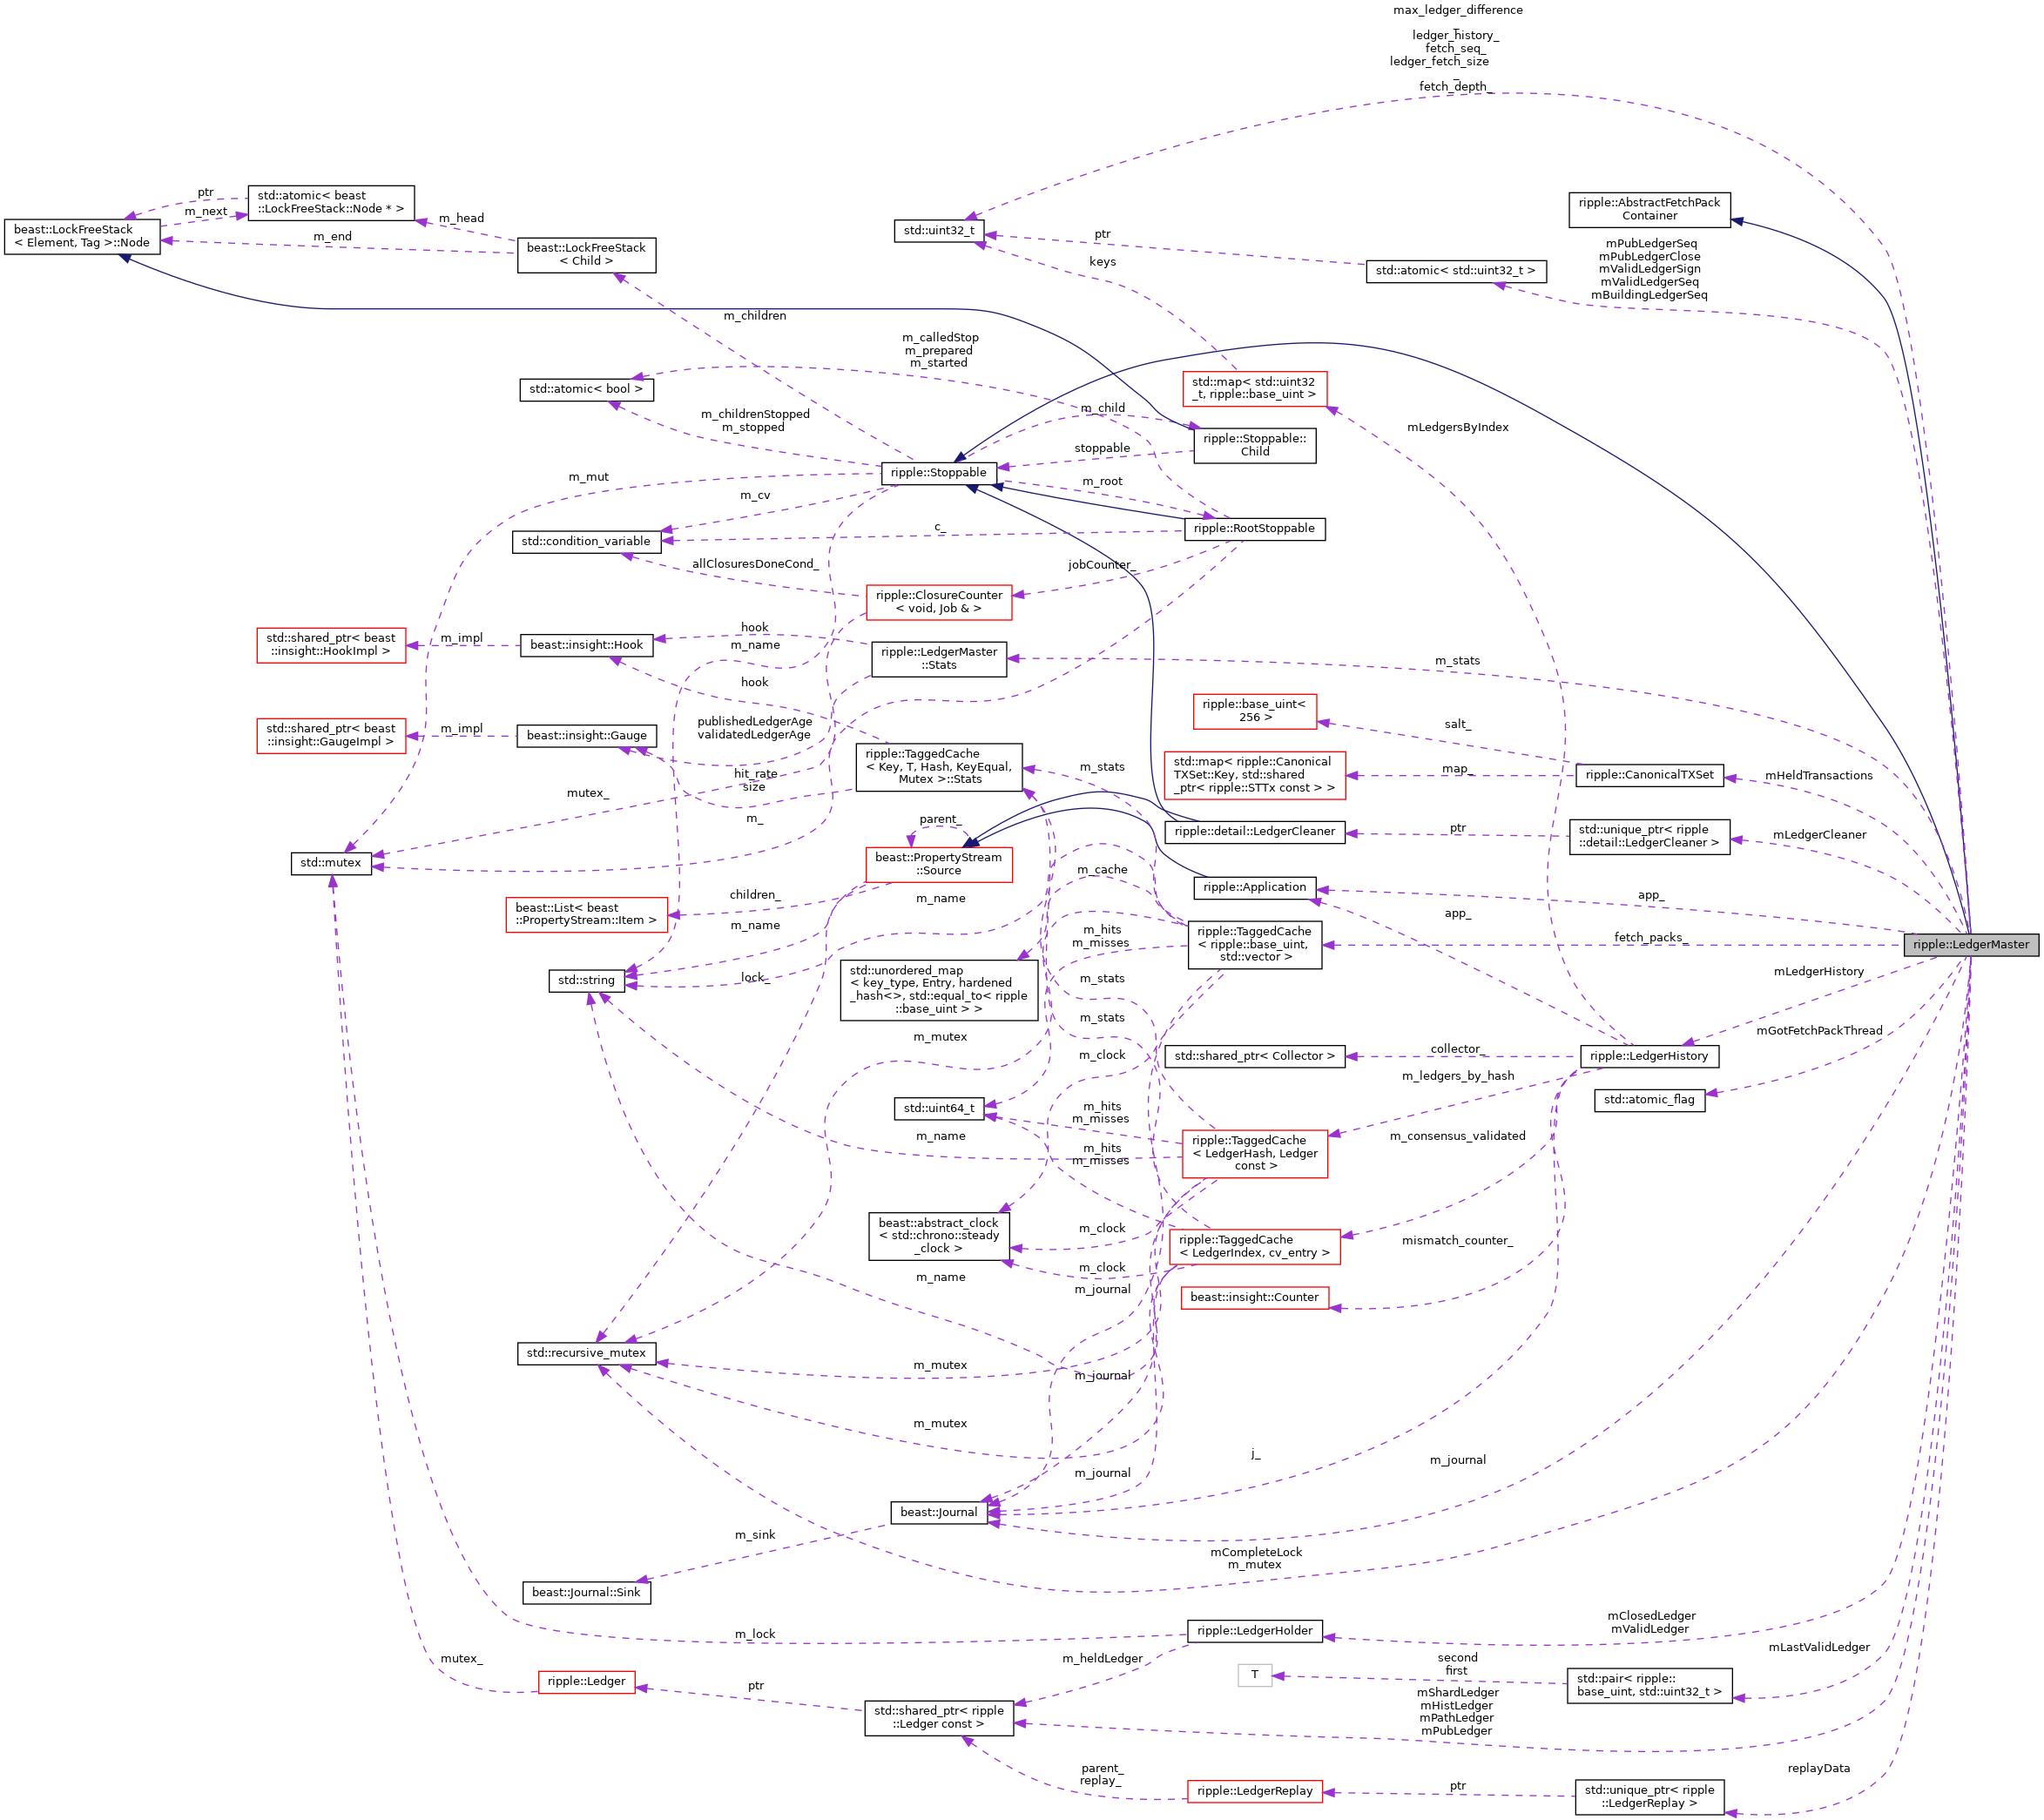 max_ledger_difference
_
ledger_history_
fetch_seq_
ledger_fetch_size
_
fetch_depth_
ptr
std::atomic< beast
::LockFreeStack::Node * >
m_next
m_head
beast::LockFreeStack
< Element, Tag >::Node
m_end
beast::LockFreeStack
< Child >
std::uint32_t
ptr
keys
std::atomic< std::uint32_t >
ripple::AbstractFetchPack
Container
mPubLedgerSeq
mPubLedgerClose
mValidLedgerSign
mValidLedgerSeq
mBuildingLedgerSeq
m_children
m_calledStop
m_prepared
m_started
std::atomic< bool >
m_childrenStopped
m_stopped
m_child
std::map< std::uint32
_t, ripple::base_uint >
mLedgersByIndex
ripple::Stoppable::
Child
stoppable
ripple::Stoppable
m_mut
m_cv
m_root
ripple::RootStoppable
c_
std::condition_variable
allClosuresDoneCond_
jobCounter_
ripple::ClosureCounter
< void, Job & >
std::shared_ptr< beast
::insight::HookImpl >
m_impl
beast::insight::Hook
hook
m_name
ripple::LedgerMaster
::Stats
m_stats
hook
ripple::base_uint<
256 >
salt_
std::shared_ptr< beast
::insight::GaugeImpl >
m_impl
beast::insight::Gauge
publishedLedgerAge
validatedLedgerAge
ripple::TaggedCache
< Key, T, Hash, KeyEqual,
Mutex >::Stats
m_stats
std::map< ripple::Canonical
TXSet::Key, std::shared
_ptr< ripple::STTx const > >
map_
ripple::CanonicalTXSet
mHeldTransactions
hit_rate
size
mutex_
m_
parent_
ripple::detail::LedgerCleaner
ptr
std::unique_ptr< ripple
::detail::LedgerCleaner >
mLedgerCleaner
std::mutex
beast::PropertyStream
::Source
m_cache
ripple::Application
app_
app_
beast::List< beast
::PropertyStream::Item >
children_
m_name
m_name
m_hits
m_misses
ripple::TaggedCache
< ripple::base_uint,
std::vector >
fetch_packs_
ripple::LedgerMaster
std::string
lock_
std::unordered_map
< key_type, Entry, hardened
_hash<>, std::equal_to< ripple
::base_uint > >
m_stats
mLedgerHistory
m_stats
m_mutex
m_clock
std::shared_ptr< Collector >
collector_
ripple::LedgerHistory
mGotFetchPackThread
m_ledgers_by_hash
std::atomic_flag
std::uint64_t
m_hits
m_misses
m_name
m_hits
m_misses
ripple::TaggedCache
< LedgerHash, Ledger
const >
m_consensus_validated
beast::abstract_clock
< std::chrono::steady
_clock >
m_clock
m_clock
ripple::TaggedCache
< LedgerIndex, cv_entry >
mismatch_counter_
m_name
m_journal
beast::insight::Counter
std::recursive_mutex
m_mutex
m_journal
m_mutex
m_journal
j_
m_journal
beast::Journal
m_sink
mCompleteLock
m_mutex
beast::Journal::Sink
m_lock
ripple::LedgerHolder
mClosedLedger
mValidLedger
mutex_
m_heldLedger
mLastValidLedger
ripple::Ledger
ptr
T
second
first
std::pair< ripple::
base_uint, std::uint32_t >
std::shared_ptr< ripple
::Ledger const >
mShardLedger
mHistLedger
mPathLedger
mPubLedger
parent_
replay_
ripple::LedgerReplay
ptr
std::unique_ptr< ripple
::LedgerReplay >
replayData